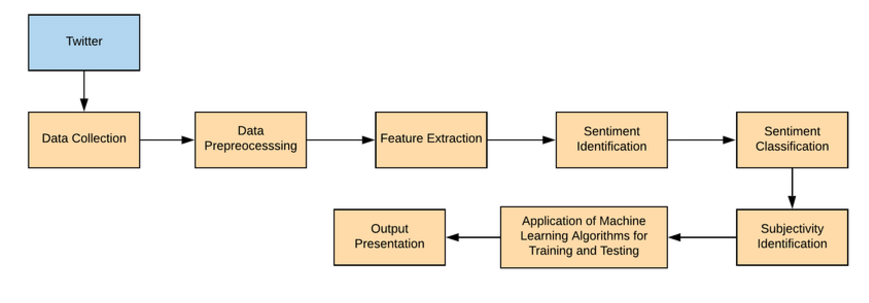 Twitter
Data Collection
Data
Prepreocesssing
Feature Extraction
Sentiment
Identification
Sentiment
Classification
Output
Presentation
Application of Machine
Learning Algorithms for
Training and Testing
Subjectivity
Identification